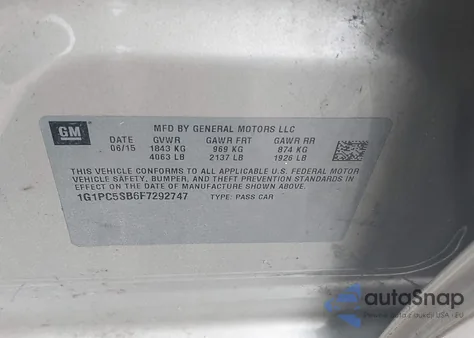 GM
MFD BY GENERAL MOTORS LLC
DATE GVWR GAWR FRT GAWR RR
06/15 1843 KG 969 KG 874 KG
4063 LB 2137 LB 1926 LB
THIS VEHICLE CONFORMS TO ALL APPLICABLE U.S. FEDERAL MOTOR
VEHICLE SAFETY, BUMPER, AND THEFT PREVENTION STANDARDS IN
EFFECT ON THE DATE OF MANUFACTURE SHOWN ABOVE.
1G1PC5SB6F7292747 TYPE: PASS CAR
autoSnap